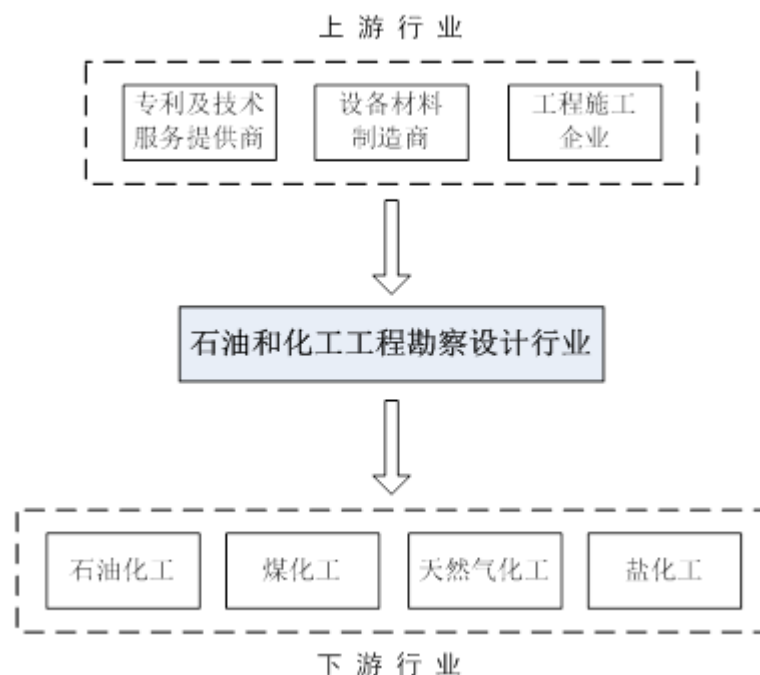 上游行业
专利及技术 设备材料 工程施工
服务提供商 制造商 企业
石油和化工工程勘察设计行业
石油化工 煤化工 天然气化工 盐化工
下游行业